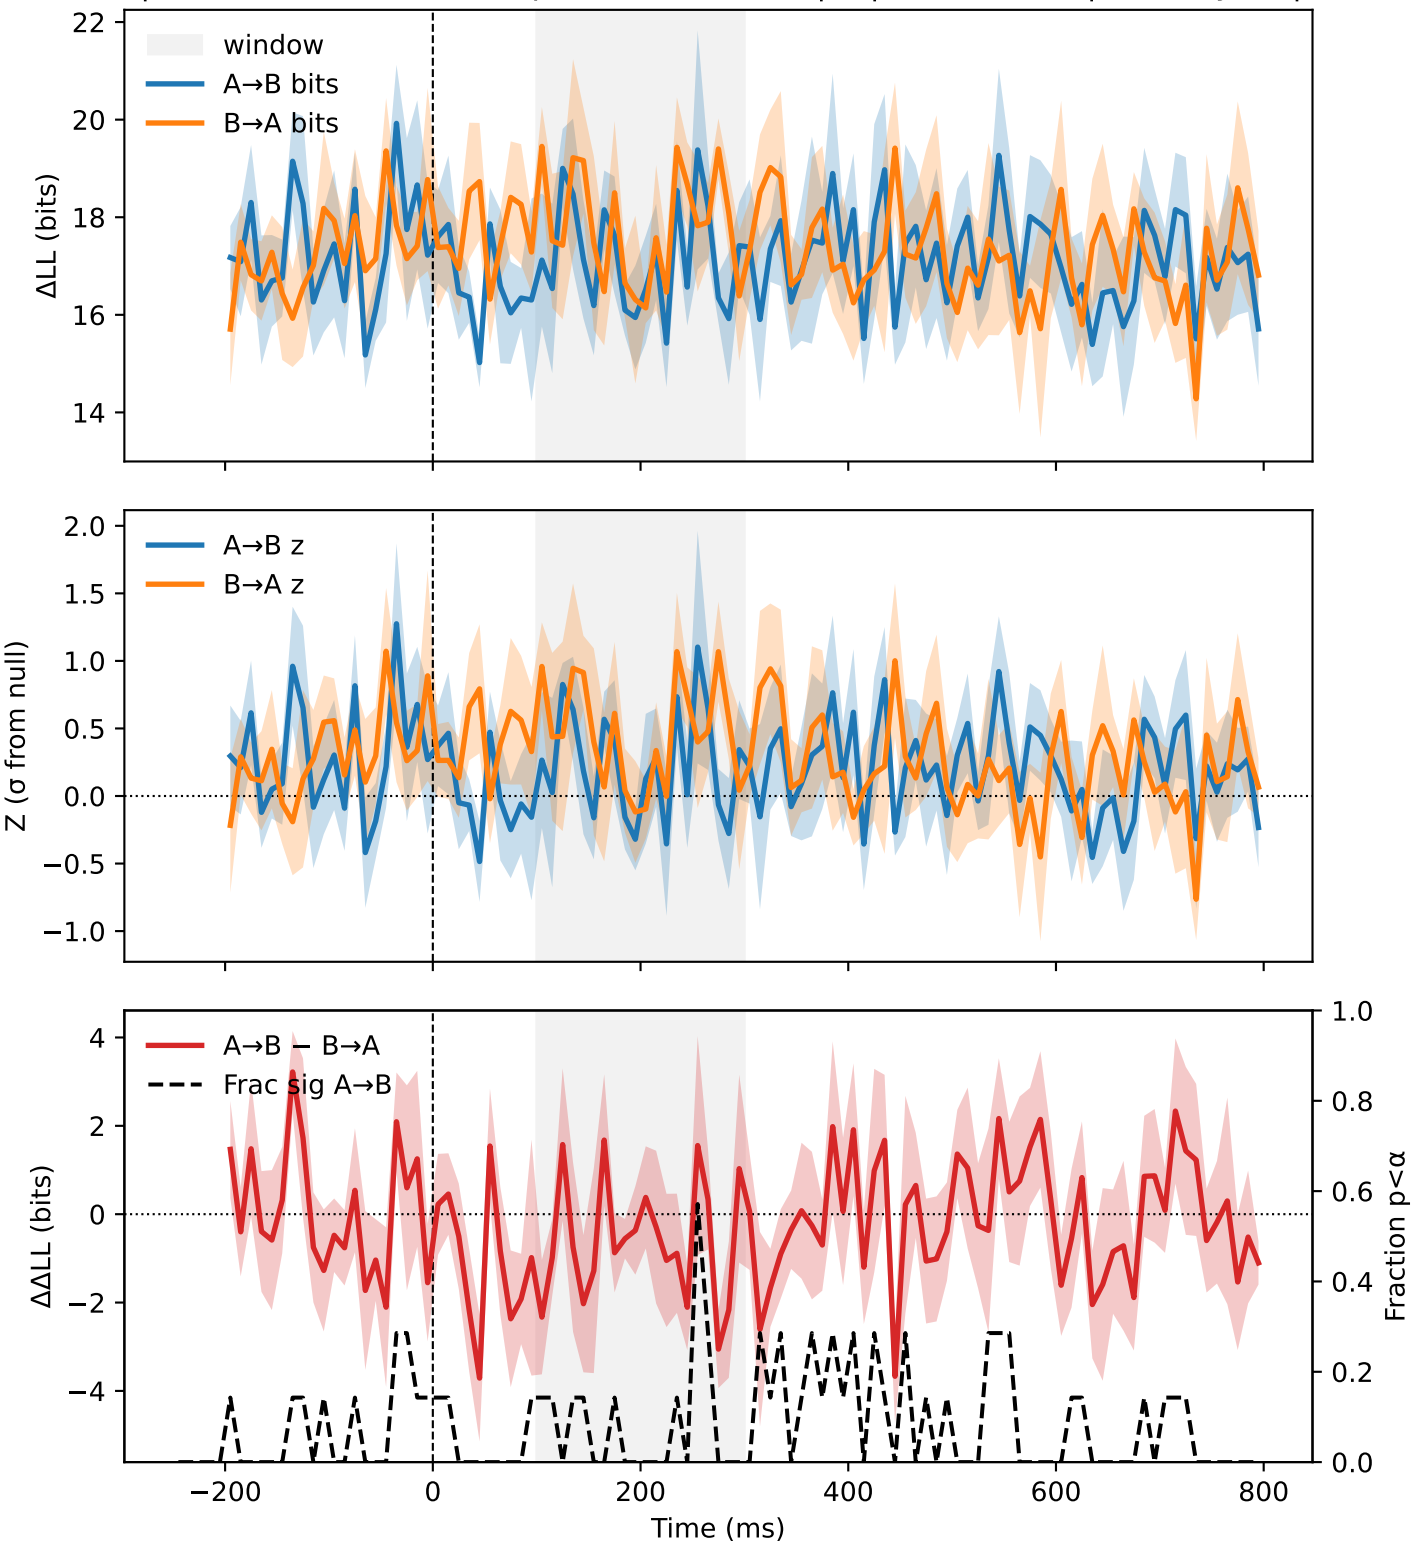 22
20
18
16
14
ΔLL (bits)
window
A→B bits
B→A bits
2.0
1.5
1.0
0.5
0.0
−0.5
−1.0
Z (σ from null)
A→B z
B→A z
4
2
0
−2
−4
ΔΔLL (bits)
A→B − B→A
Frac sig A→B
1.0
0.8
0.6
0.4
0.2
0.0
Fraction p<α
−200 0 200 400 600 800
Time (ms)